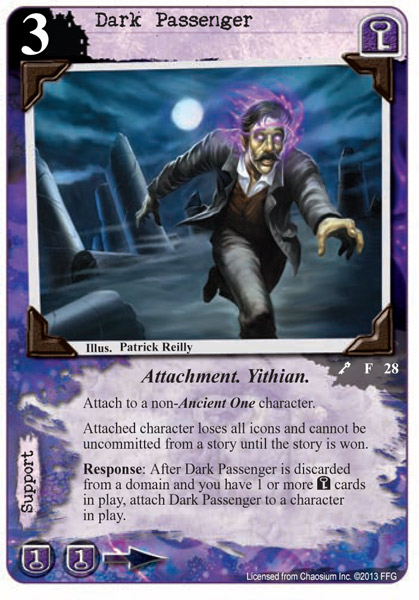 3
Dark Passenger
Illus. Patrick Reilly
F 28
Attachment. Yithian.
Attach to a non-Ancient One character.
Attached character loses all icons and cannot be
uncommitted from a story until the story is won.
Response: After Dark Passenger is discarded
from a domain and you have 1 or more cards
in play, attach Dark Passenger to a character
in play.
Support
1 1
Licensed from Chaosium Inc. ©2013 FFG